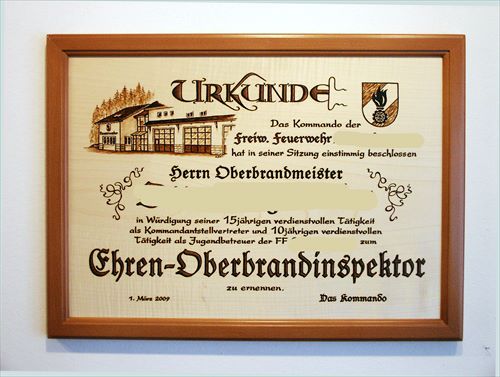 URKUNDE
Das Kommando der
Freiw. Feuerwehr
hat in seiner Sitzung einstimmig beschlossen
Herrn Oberbrandmeister
in Würdigung seiner 15jährigen verdienstvollen Tätigkeit
als Kommandantstellvertreter und 10jährigen verdienstvollen
Tätigkeit als Jugendbetreuer der FF zum
Ehren-Oberbrandinspektor
zu ernennen.
1. März 2009 Das Kommando